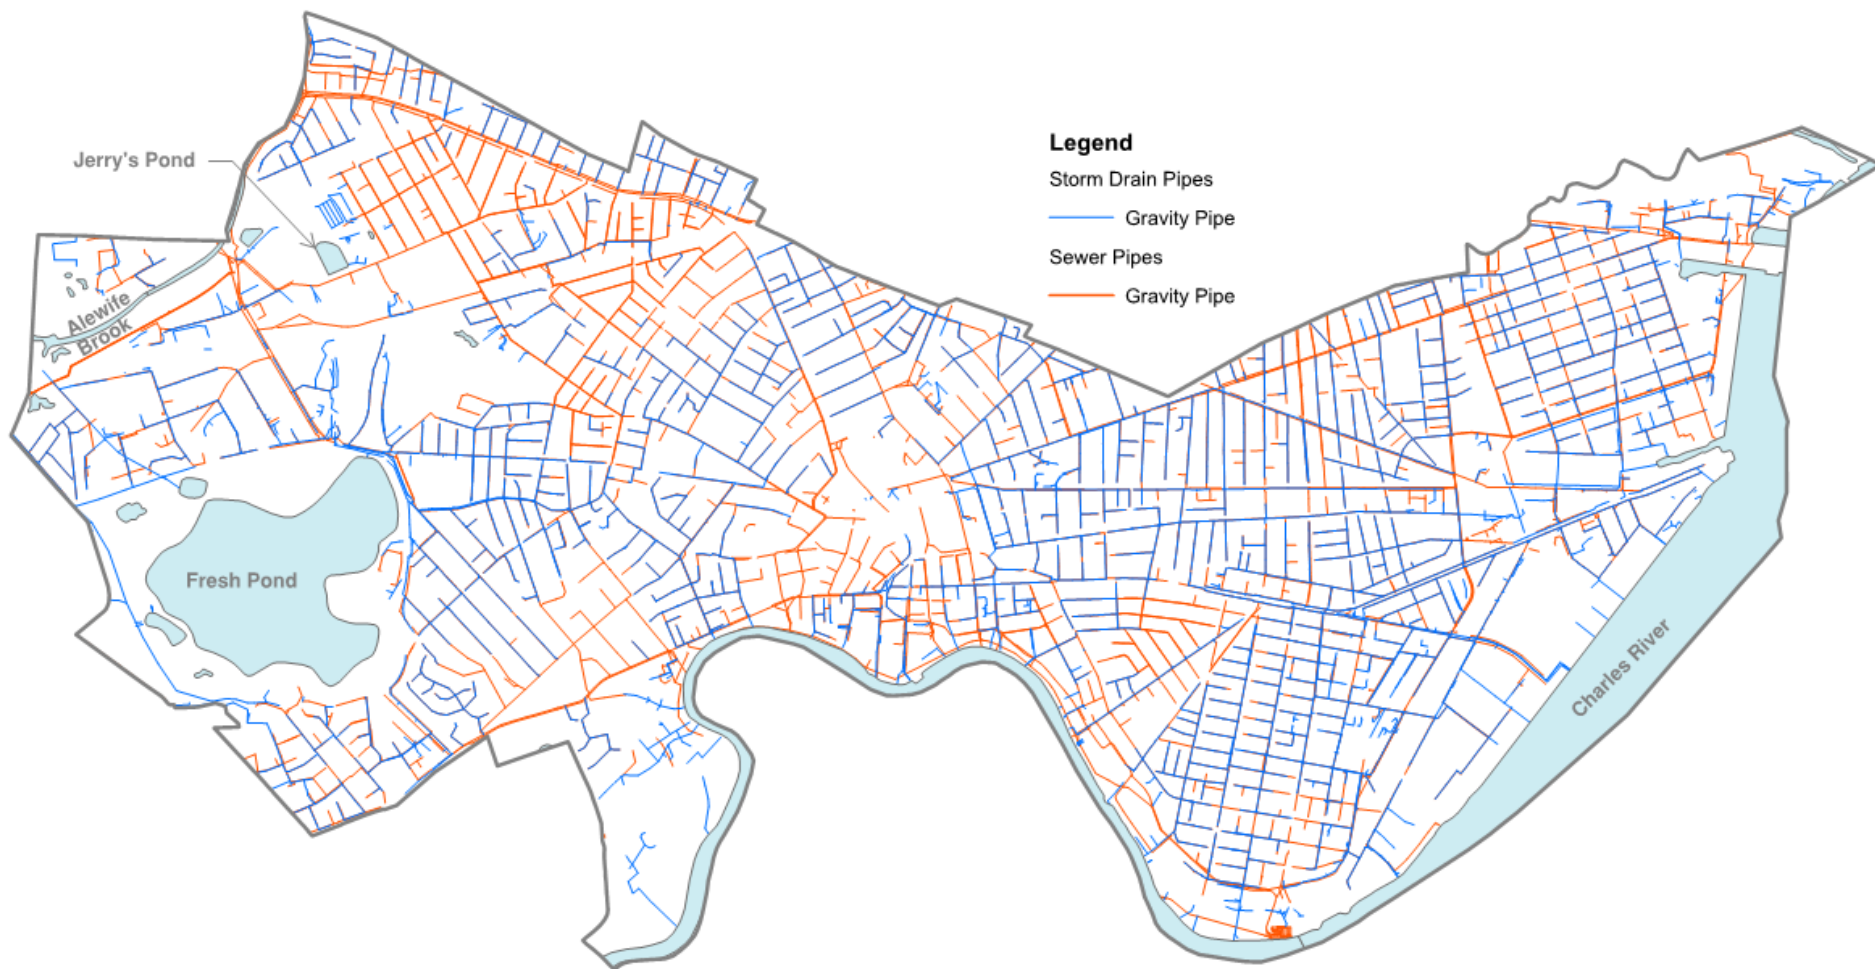 Legend
Storm Drain Pipes
Gravity Pipe
Sewer Pipes
Gravity Pipe
Jerry's Pond
Alewife
Brook
Fresh Pond
Charles River